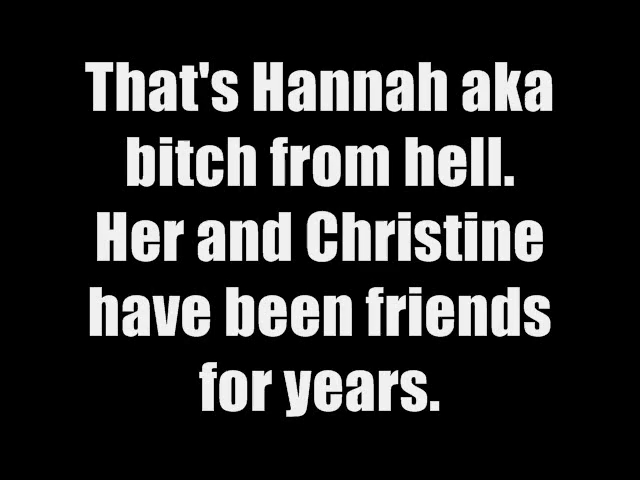 That's Hannah aka
bitch from hell.
Her and Christine
have been friends
for years.